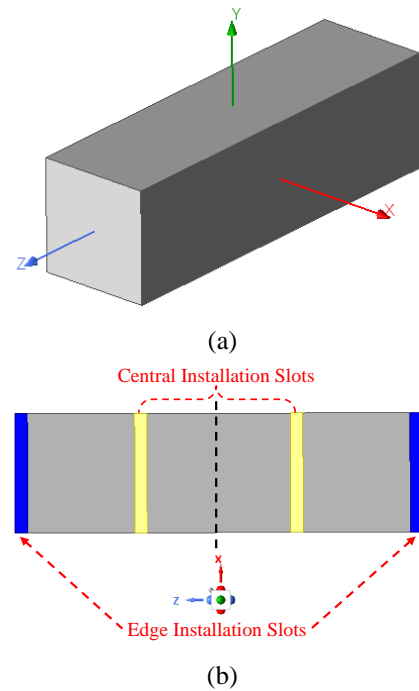 Y
X
Z
(a)
Central Installation Slots
x
z
Edge Installation Slots
(b)